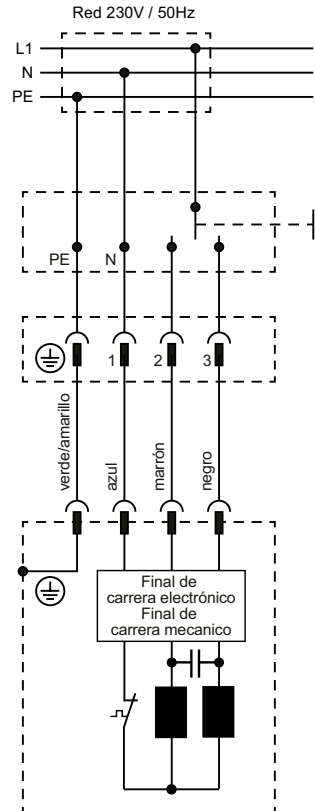 Red 230V / 50Hz
L1
N
PE
PE
N
1
2
3
verde/amarillo
azul
marrón
negro
Final de
carrera electrónico
Final de
carrera mecanico